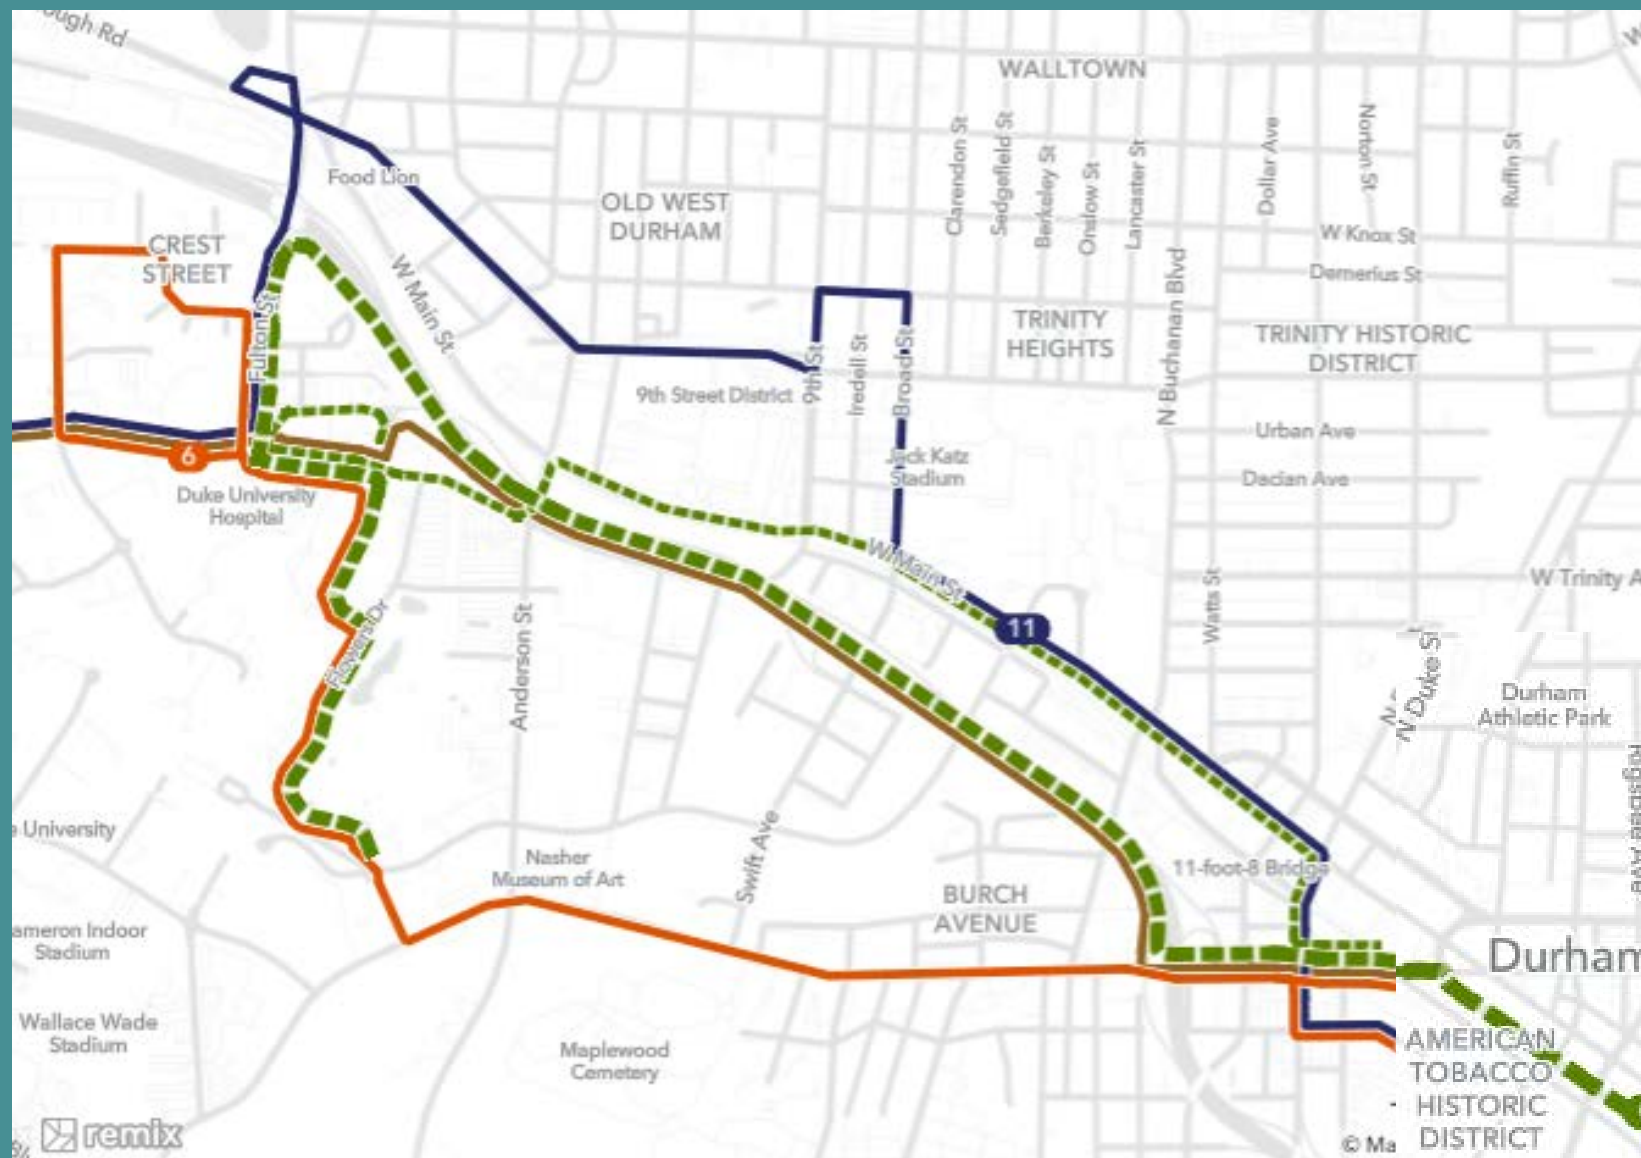 ough Rd
WALLTOWN
Food Lion
OLD WEST
DURHAM
CREST
STREET
Fulton St
W Main St
Clarendon St
Sedgefield St
Berkeley St
Onslow St
Lancaster St
N Buchanan Blvd
Dollar Ave
Norton St
Ruffin St
W Knox St
Demerius St
TRINITY
HEIGHTS
TRINITY HISTORIC
DISTRICT
9th Street District
9th St
Iredell St
Broad St
Urban Ave
Dacian Ave
Jack Katz
Stadium
6
Duke University
Hospital
W Main St
11
W Trinity A
Watts St
Flowers Dr
Anderson St
N Duke St
Durham
Athletic Park
e University
Nasher
Museum of Art
Swift Ave
11-foot-8 Bridge
BURCH
AVENUE
ameron Indoor
Stadium
Durham
Wallace Wade
Stadium
Maplewood
Cemetery
AMERICAN
TOBACCO
HISTORIC
DISTRICT
remix
© Ma